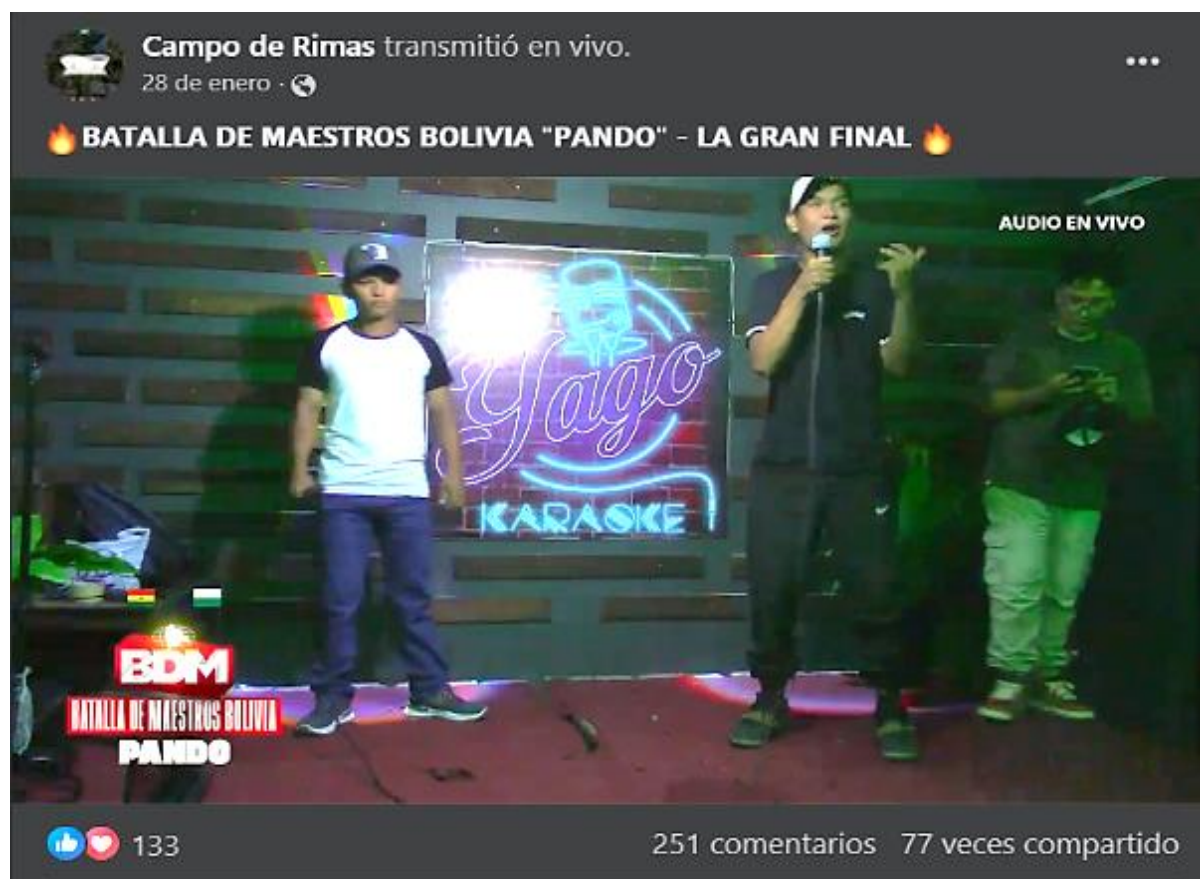 Campo de Rimas transmitió en vivo.
28 de enero ·
🔥BATALLA DE MAESTROS BOLIVIA "PANDO" - LA GRAN FINAL 🔥
AUDIO EN VIVO
Yago
KARAOKE
BDM
BATALLA DE MAESTROS BOLIVIA
PANDO
133
251 comentarios 77 veces compartido